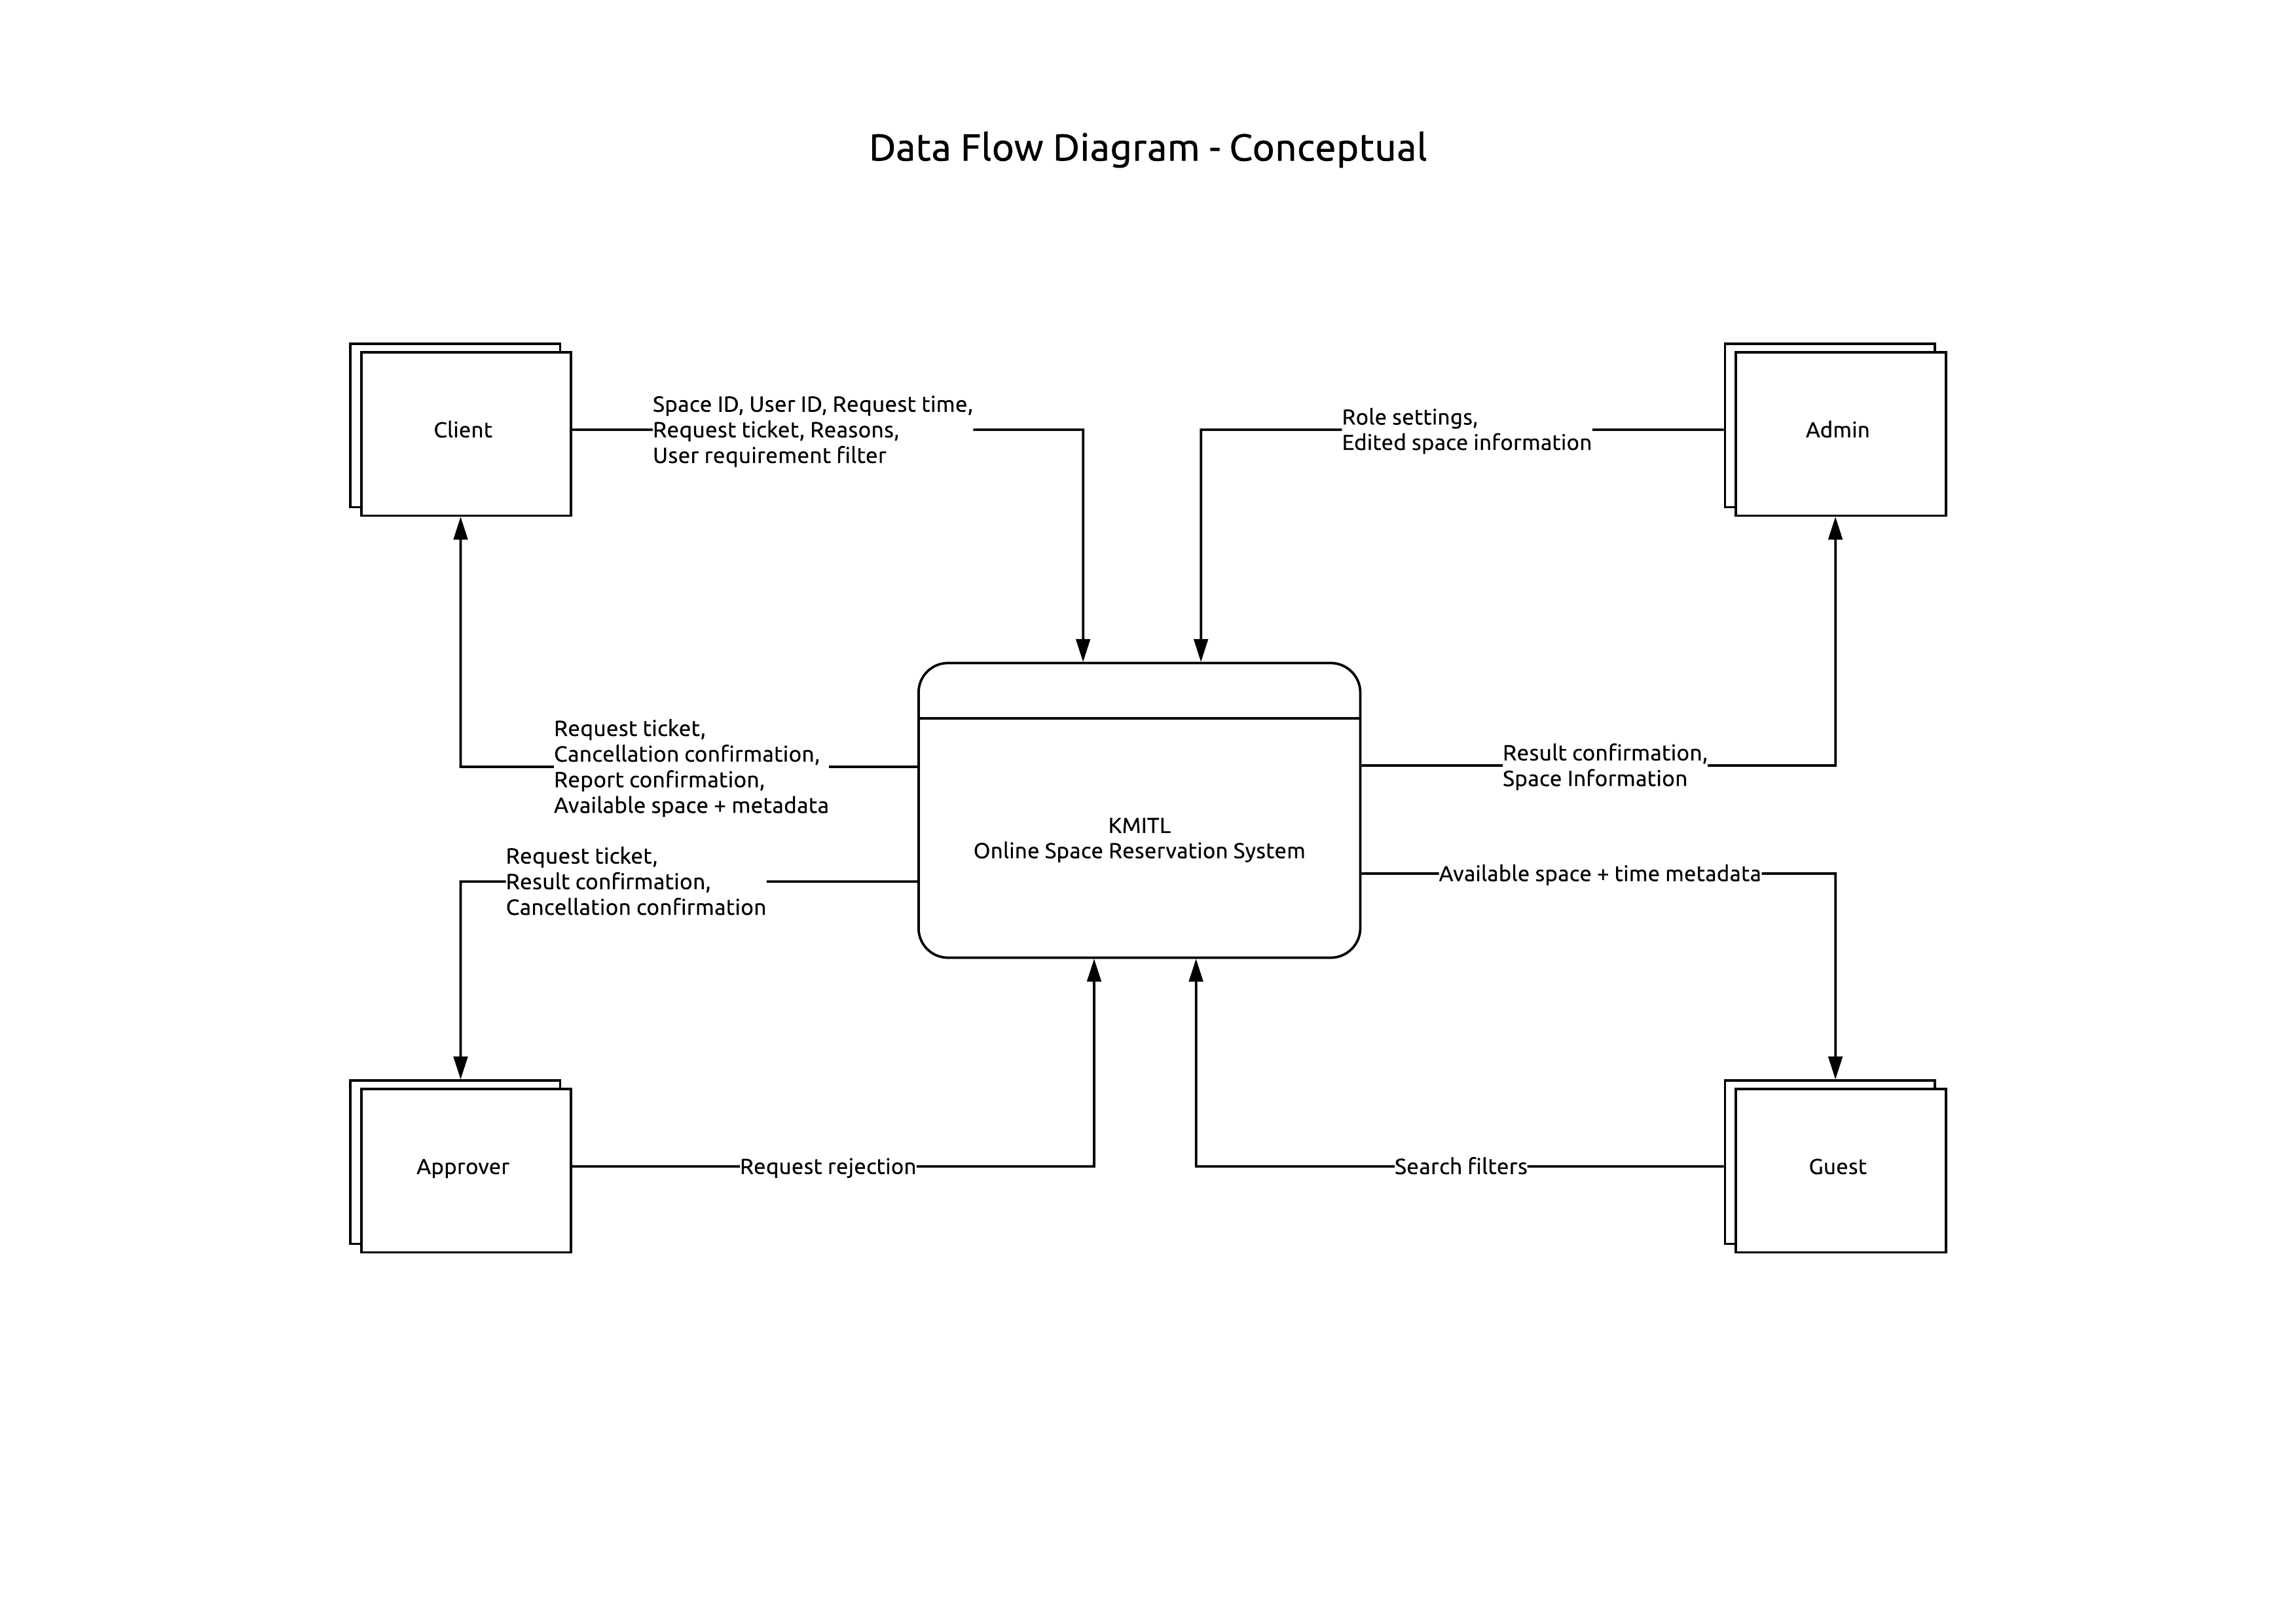 Data Flow Diagram - Conceptual
Client
Space ID, User ID, Request time,
Request ticket, Reasons,
User requirement filter
Role settings,
Edited space information
Admin
Request ticket,
Cancellation confirmation,
Report confirmation,
Available space + metadata
Result confirmation,
Space Information
KMITL
Online Space Reservation System
Request ticket,
Result confirmation,
Cancellation confirmation
Available space + time metadata
Approver
Request rejection
Search filters
Guest